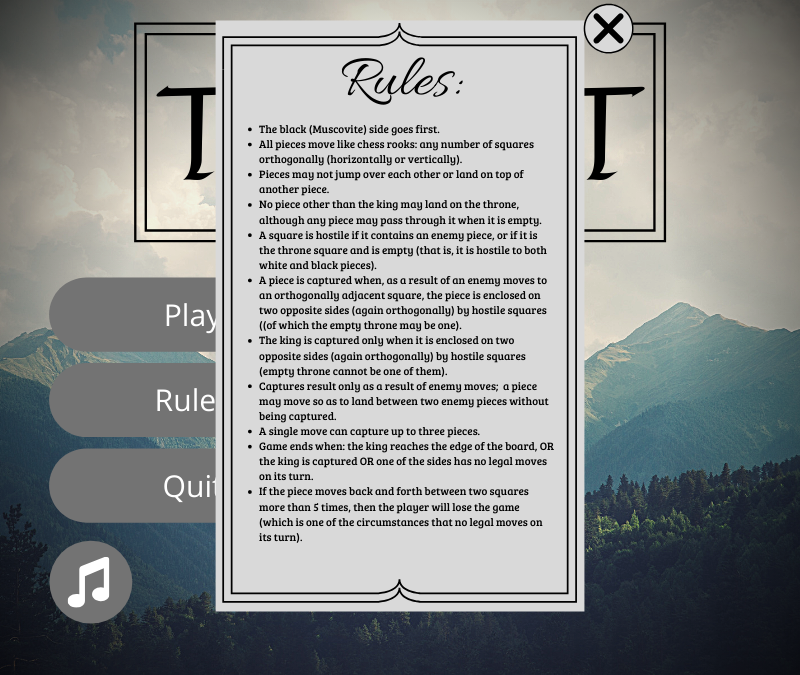 Rules:
• The black (Muscovite) side goes first.
• All pieces move like chess rooks: any number of squares
orthogonally (horizontally or vertically).
• Pieces may not jump over each other or land on top of
another piece.
• No piece other than the king may land on the throne,
although any piece may pass through it when it is empty.
• A square is hostile if it contains an enemy piece, or if it is
the throne square and is empty (that is, it is hostile to both
white and black pieces).
• A piece is captured when, as a result of an enemy moves to
an orthogonally adjacent square, the piece is enclosed on
two opposite sides (again orthogonally) by hostile squares
((of which the empty throne may be one).
• The king is captured only when it is enclosed on two
opposite sides (again orthogonally) by hostile squares
(empty throne cannot be one of them).
• Captures result only as a result of enemy moves; a piece
may move so as to land between two enemy pieces without
being captured.
• A single move can capture up to three pieces.
• Game ends when: the king reaches the edge of the board, OR
the king is captured OR one of the sides has no legal moves
on its turn.
• If the piece moves back and forth between two squares
more than 5 times, then the player will lose the game
(which is one of the circumstances that no legal moves on
its turn).
Play
Rule
Quit